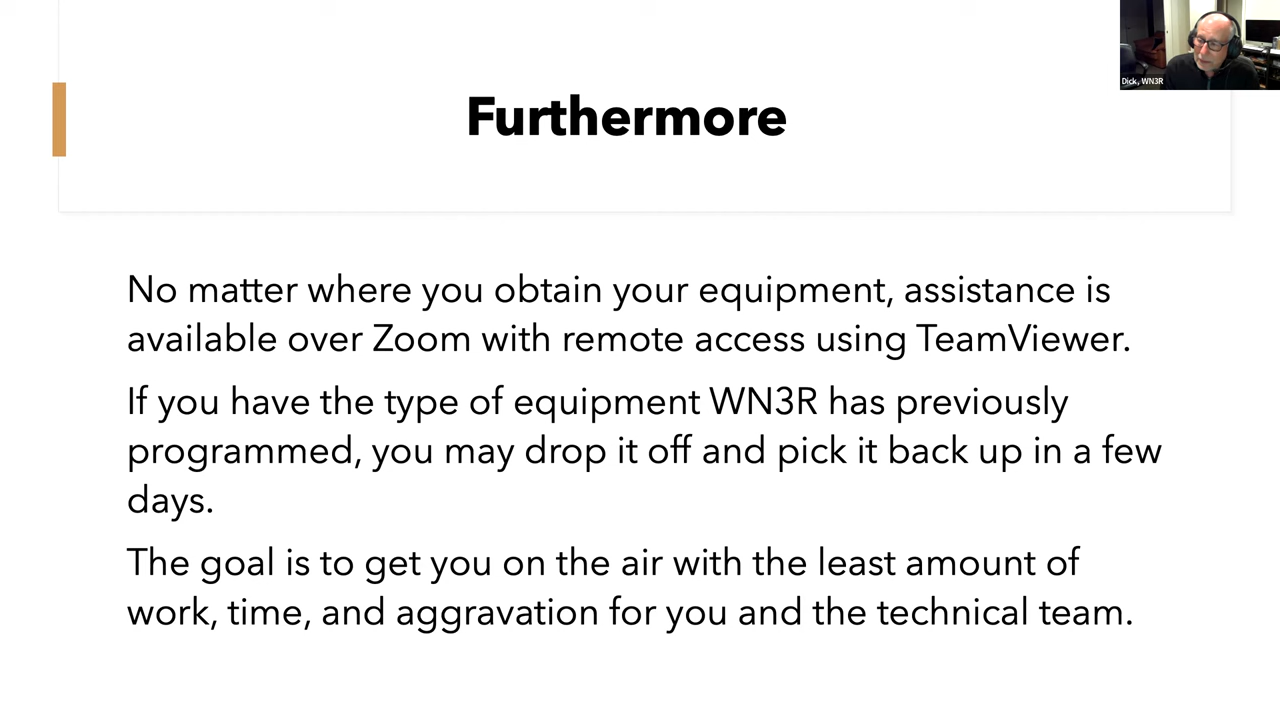 Dick, WN3R
Furthermore
No matter where you obtain your equipment, assistance is
available over Zoom with remote access using TeamViewer.
If you have the type of equipment WN3R has previously
programmed, you may drop it off and pick it back up in a few
days.
The goal is to get you on the air with the least amount of
work, time, and aggravation for you and the technical team.